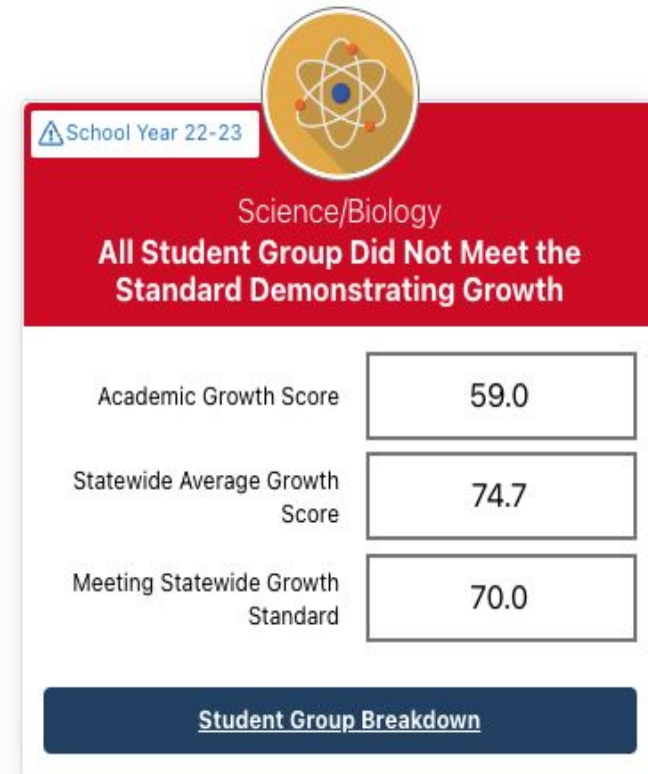 School Year 22-23
Science/Biology
All Student Group Did Not Meet the
Standard Demonstrating Growth
Academic Growth Score
59.0
Statewide Average Growth
Score
74.7
Meeting Statewide Growth
Standard
70.0
Student Group Breakdown